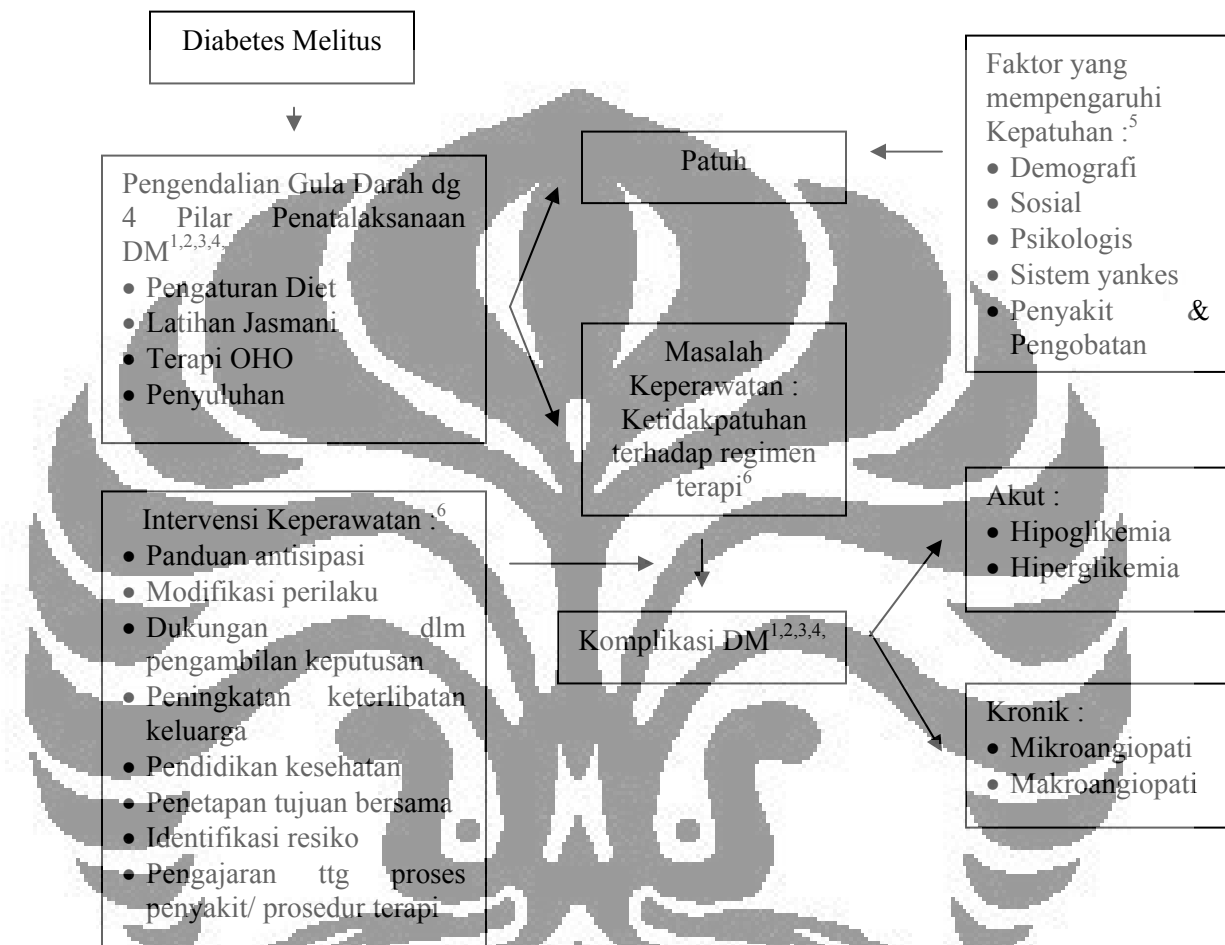 Diabetes Melitus
Pengendalian Gula Darah dg
4 Pilar Penatalaksanaan
DM1,2,3,4,
• Pengaturan Diet
• Latihan Jasmani
• Terapi OHO
• Penyuluhan
Patuh
Faktor yang
mempengaruhi
Kepatuhan :5
• Demografi
• Sosial
• Psikologis
• Sistem yankes
• Penyakit &
Pengobatan
Masalah
Keperawatan :
Ketidakpatuhan
terhadap regimen
terapi6
Intervensi Keperawatan :6
• Panduan antisipasi
• Modifikasi perilaku
• Dukungan dlm
pengambilan keputusan
• Peningkatan keterlibatan
keluarga
• Pendidikan kesehatan
• Penetapan tujuan bersama
• Identifikasi resiko
• Pengajaran ttg proses
penyakit/ prosedur terapi
Komplikasi DM1,2,3,4,
Akut :
• Hipoglikemia
• Hiperglikemia
Kronik :
• Mikroangiopati
• Makroangiopati